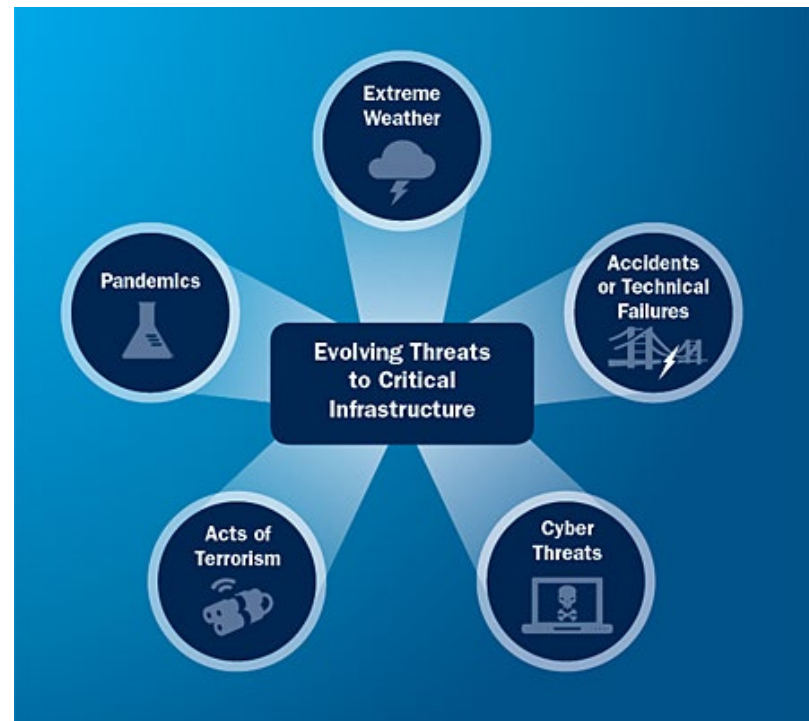 Extreme
Weather
Pandemics
Accidents
or Technical
Failures
Evolving Threats
to Critical
Infrastructure
Acts of
Terrorism
Cyber
Threats